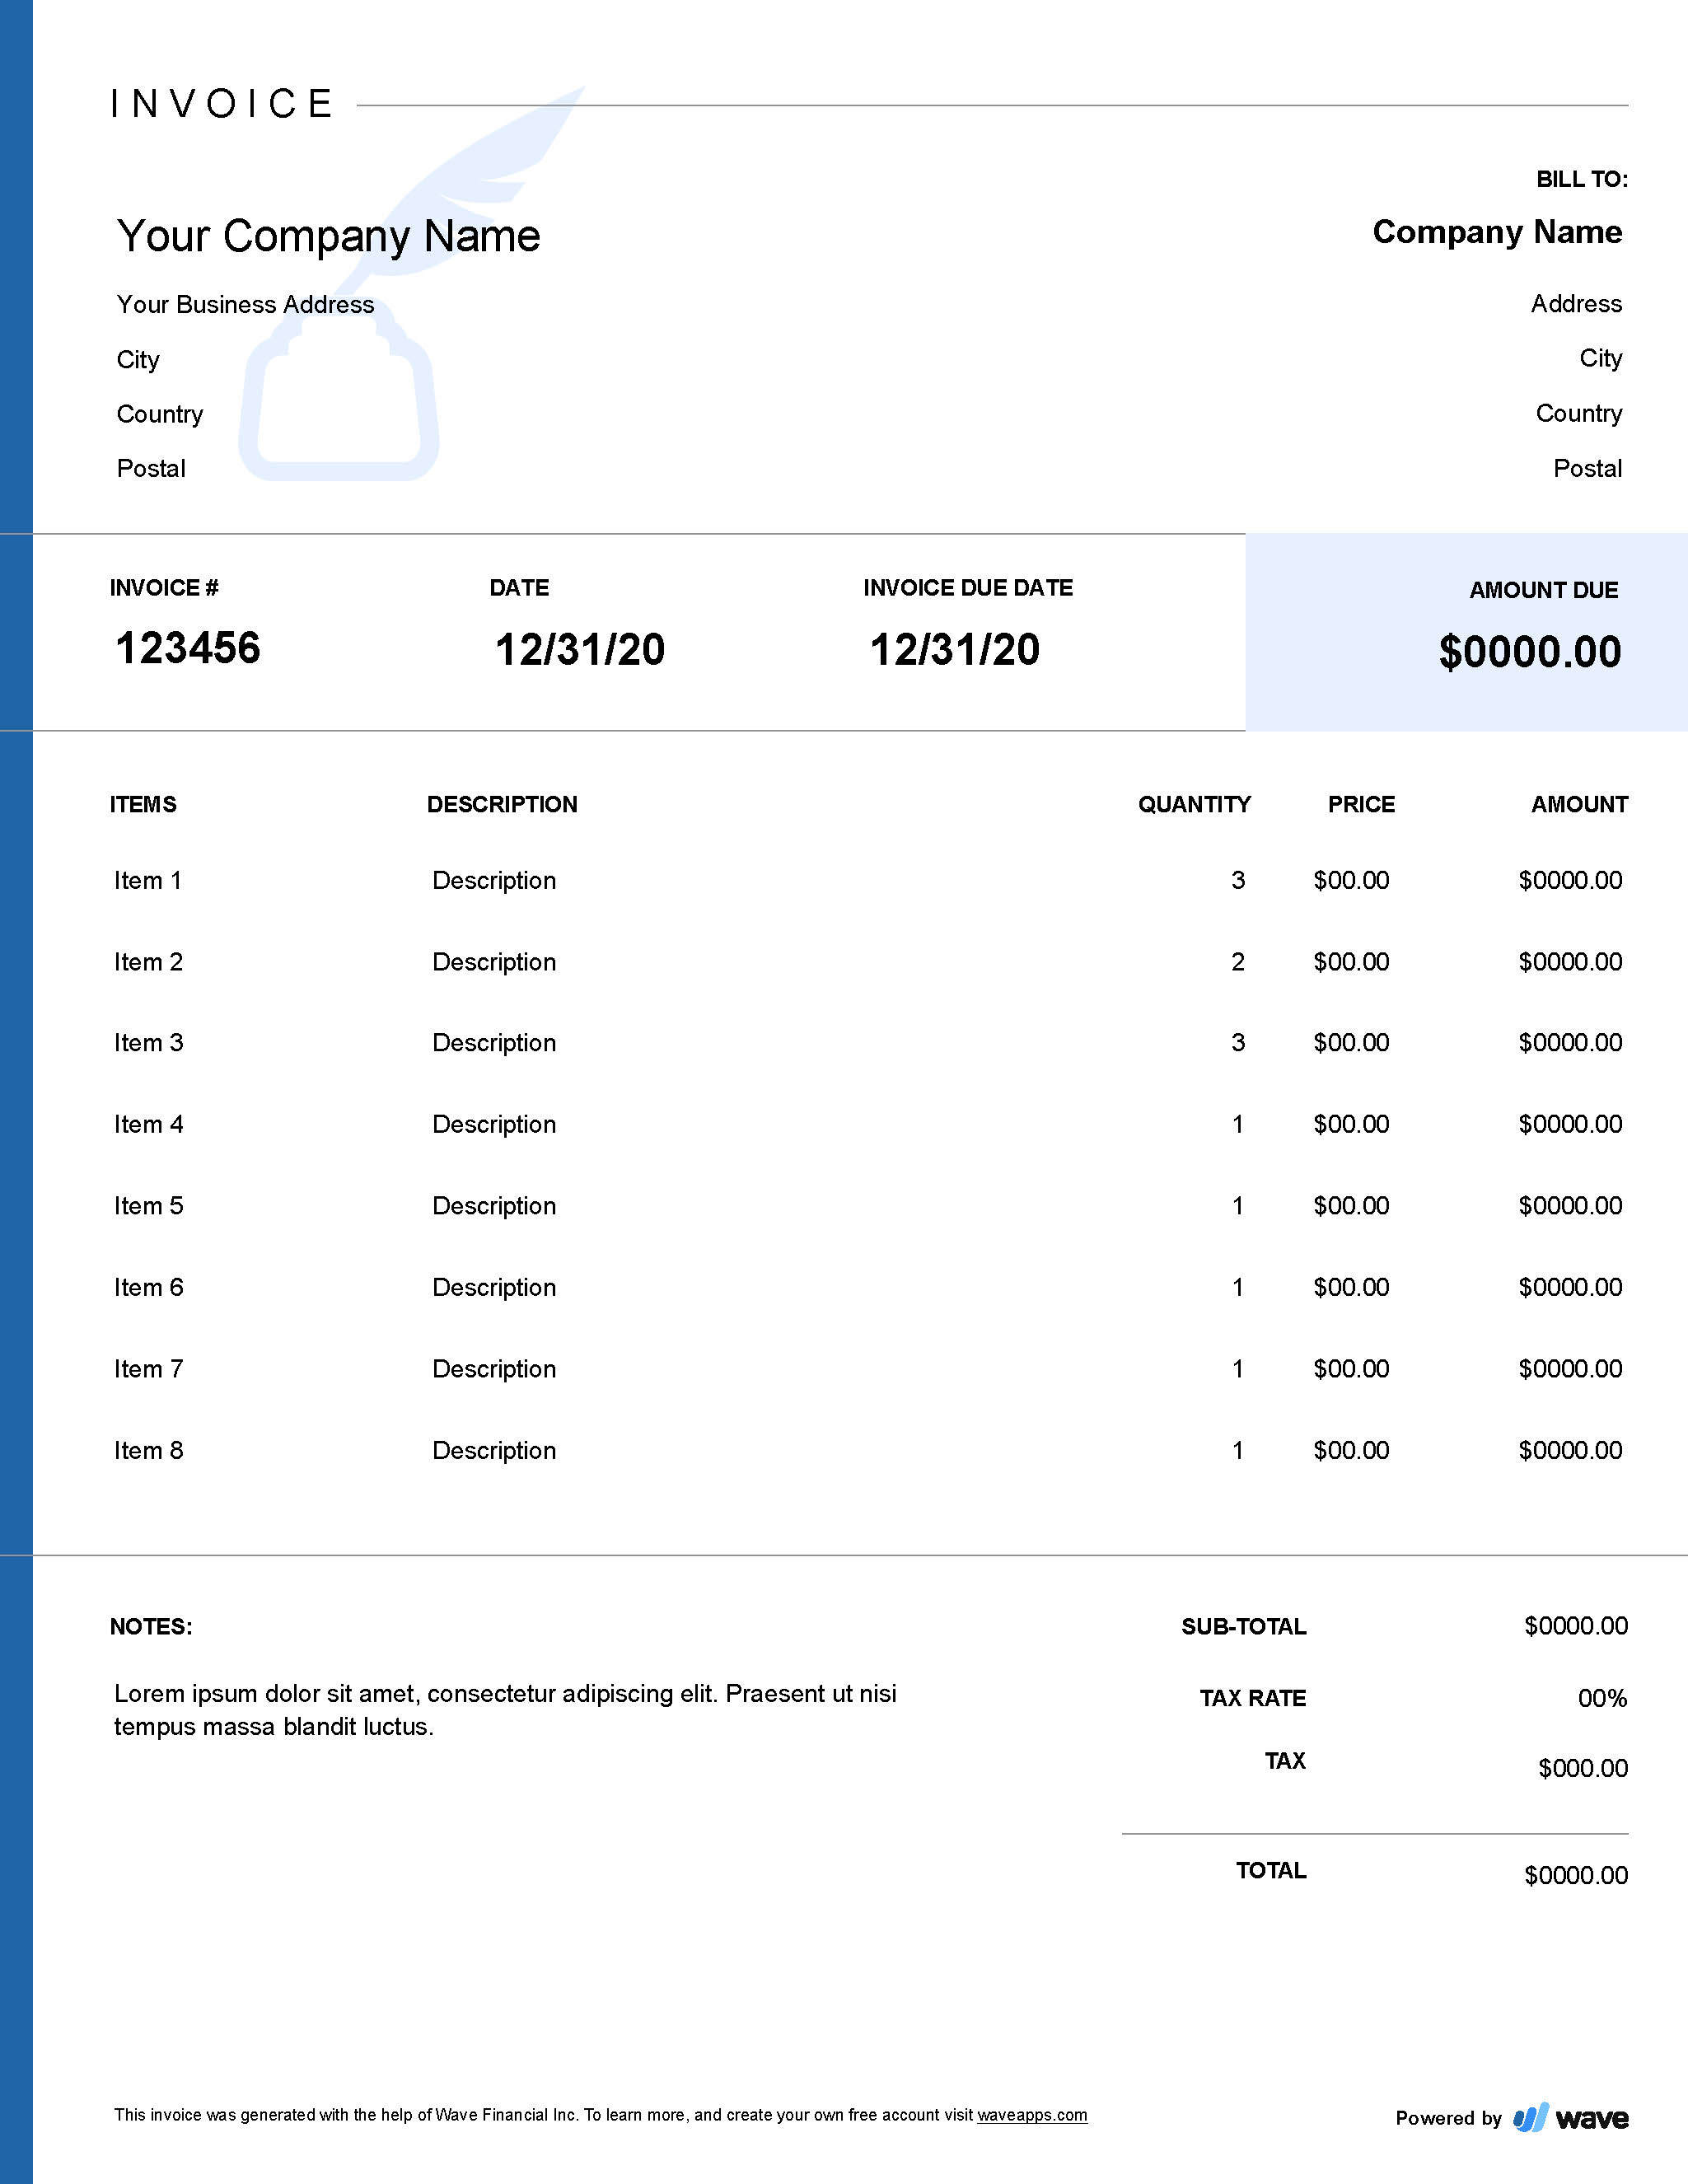 INVOICE
BILL TO:
Your Company Name
Company Name
Your Business Address
Address
City
City
Country
Country
Postal
Postal
INVOICE # DATE INVOICE DUE DATE AMOUNT DUE
123456 12/31/20 12/31/20 $0000.00
ITEMS DESCRIPTION QUANTITY PRICE AMOUNT
Item 1 Description 3 $00.00 $0000.00
Item 2 Description 2 $00.00 $0000.00
Item 3 Description 3 $00.00 $0000.00
Item 4 Description 1 $00.00 $0000.00
Item 5 Description 1 $00.00 $0000.00
Item 6 Description 1 $00.00 $0000.00
Item 7 Description 1 $00.00 $0000.00
Item 8 Description 1 $00.00 $0000.00
NOTES:
Lorem ipsum dolor sit amet, consectetur adipiscing elit. Praesent ut nisi
tempus massa blandit luctus.
SUB-TOTAL $0000.00
TAX RATE 00%
TAX $000.00
TOTAL $0000.00
This invoice was generated with the help of Wave Financial Inc. To learn more, and create your own free account visit waveapps.com
Powered by wave